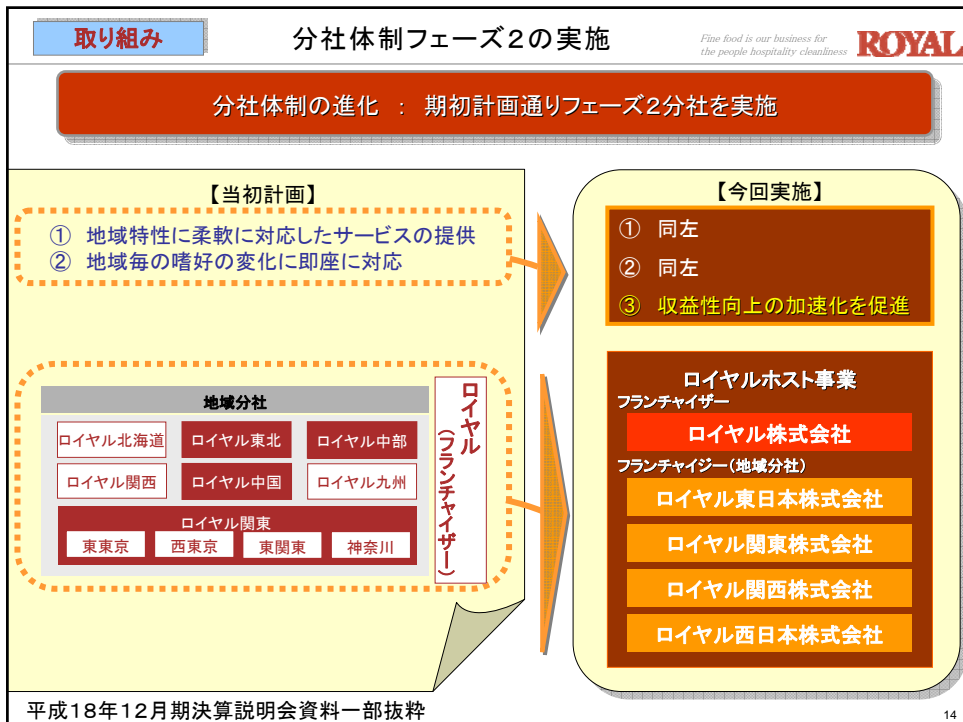 取り組み
分社体制フェーズ２の実施
Fine food is our business for
the people hospitality cleanliness
ROYAL
分社体制の進化 ： 期初計画通りフェーズ２分社を実施
【当初計画】
① 地域特性に柔軟に対応したサービスの提供
② 地域毎の嗜好の変化に即座に対応
地域分社
ロイヤル北海道 ロイヤル東北 ロイヤル中部
ロイヤル関西 ロイヤル中国 ロイヤル九州
ロイヤル関東
東東京 西東京 東関東 神奈川
ロイヤル
（フランチャイザー）
【今回実施】
① 同左
② 同左
③ 収益性向上の加速化を促進
ロイヤルホスト事業
フランチャイザー
ロイヤル株式会社
フランチャイジー（地域分社）
ロイヤル東日本株式会社
ロイヤル関東株式会社
ロイヤル関西株式会社
ロイヤル西日本株式会社
平成１８年１２月期決算説明会資料一部抜粋
14